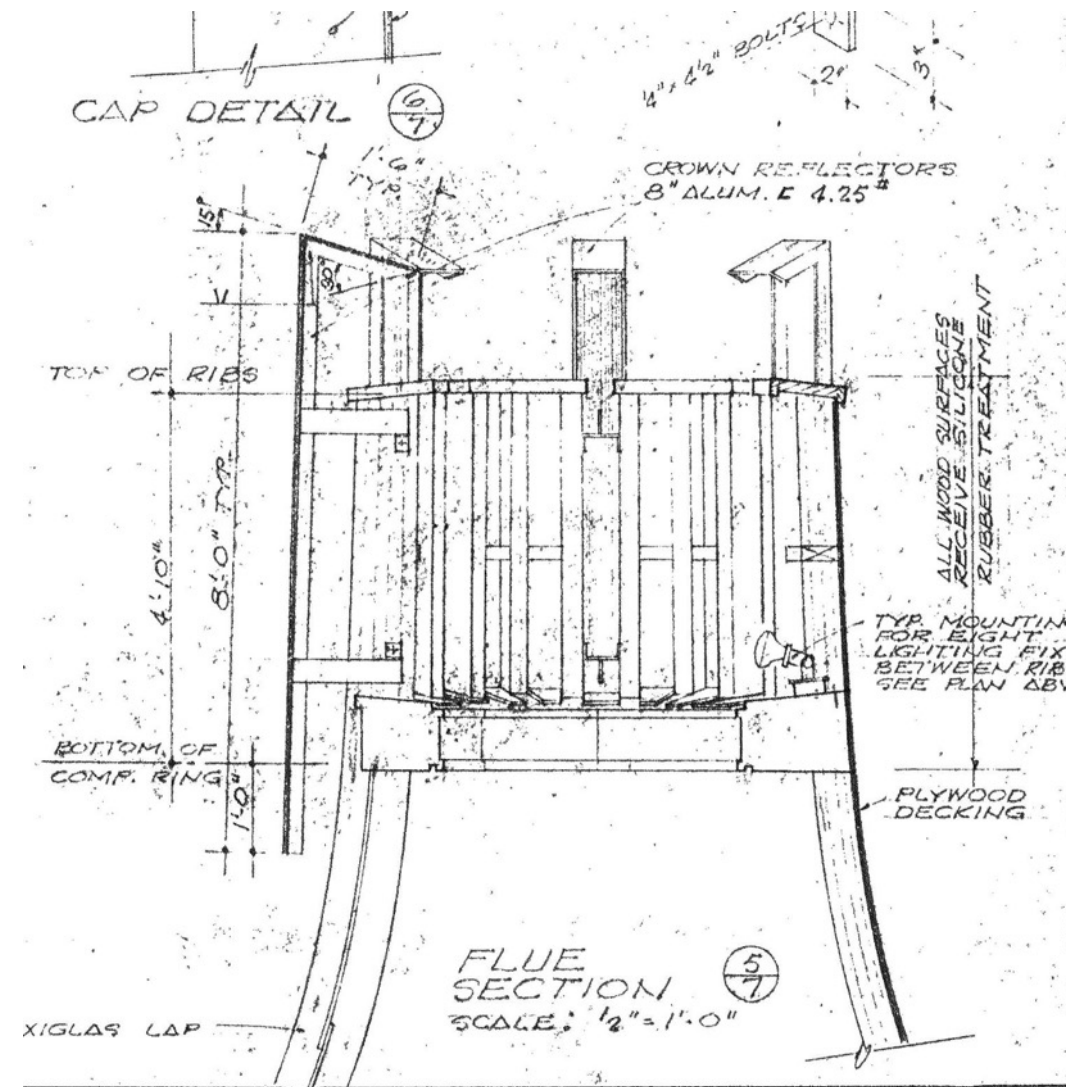 1/4" x 4 1/2" BOLTS
2"
3"
CAP DETAIL
6
7
1'-6"
TYP.
CROWN REFLECTORS
8" ALUM. [ 4.25#
15°
90°
TOP OF RIBS
4'-10"
8'-0" TYP.
ALL WOOD SURFACES
RECEIVE SILICONE
RUBBER TREATMENT
TYP. MOUNTIN
FOR EIGHT
LIGHTING FIX
BETWEEN RIB
SEE PLAN ABV
BOTTOM OF
COMP. RING
1'-0"
PLYWOOD
DECKING
FLUE
SECTION
5
7
SCALE: 1/2"=1'-0"
XIGLAS LAP